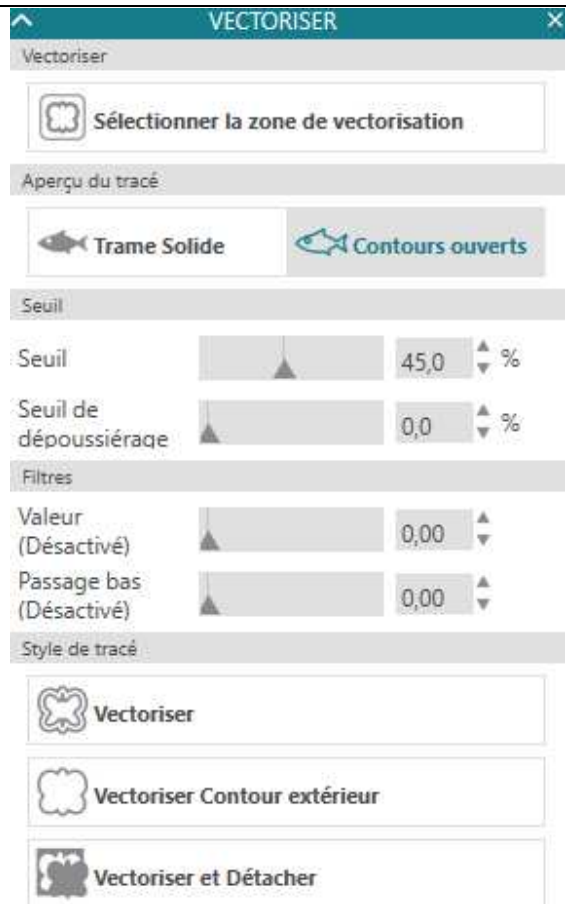 VECTORISER
Vectoriser
Sélectionner la zone de vectorisation
Aperçu du tracé
Trame Solide Contours ouverts
Seuil
Seuil 45,0 %
Seuil de
dépoussiérage 0,0 %
Filtres
Valeur
(Désactivé) 0,00
Passage bas
(Désactivé) 0,00
Style de tracé
Vectoriser
Vectoriser Contour extérieur
Vectoriser et Détacher